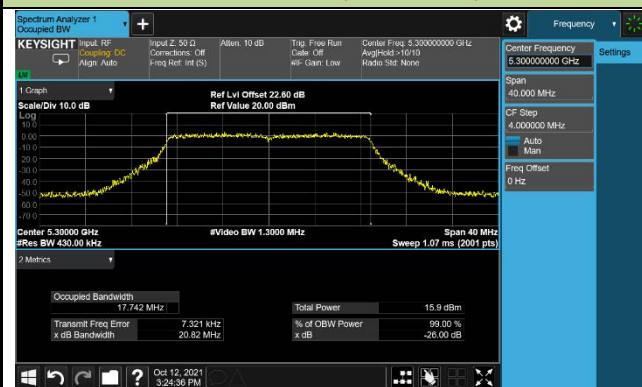 Spectrum Analyzer 1
Occupied BW
Frequency
KEYSIGHT
Input: RF
Coupling: DC
Align: Auto
Input Z: 50 Ω
Corrections: Off
Freq Ref: Int (S)
Atten: 10 dB
Trig: Free Run
Gate: Off
#IF Gain: Low
Center Freq: 5.300000000 GHz
Avg|Hold:>10/10
Radio Std: None
Center Frequency
5.300000000 GHz
Settings
Span
40.000 MHz
CF Step
4.000000 MHz
Auto
Man
Freq Offset
0 Hz
1 Graph
Scale/Div 10.0 dB
Ref Lvl Offset 22.60 dB
Ref Value 20.00 dBm
Log
10.0
0.00
-10.0
-20.0
-30.0
-40.0
-50.0
-60.0
-70.0
Center 5.30000 GHz
#Video BW 1.3000 MHz
Span 40 MHz
#Res BW 430.00 kHz
Sweep 1.07 ms (2001 pts)
2 Metrics
Occupied Bandwidth
17.742 MHz
Total Power
15.9 dBm
Transmit Freq Error
7.321 kHz
% of OBW Power
99.00 %
x dB Bandwidth
20.82 MHz
x dB
-26.00 dB
?
Oct 12, 2021
3:24:36 PM